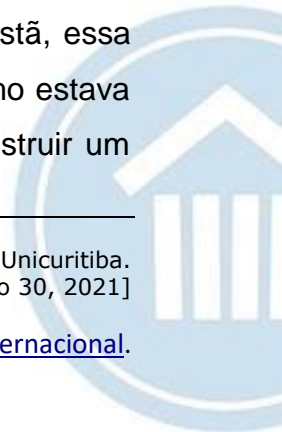 stã, essa
no estava
struir um
Unicuritiba.
o 30, 2021]
ernacional.